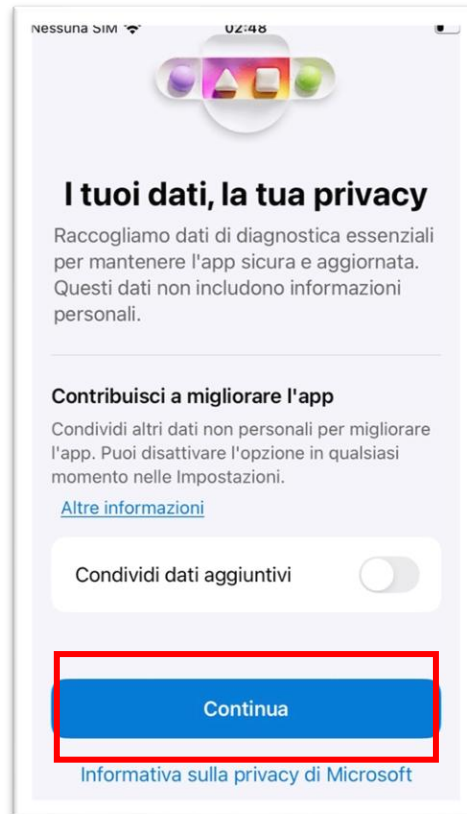 Nessuna SIM 02:48
I tuoi dati, la tua privacy
Raccogliamo dati di diagnostica essenziali
per mantenere l'app sicura e aggiornata.
Questi dati non includono informazioni
personali.
Contribuisci a migliorare l'app
Condividi altri dati non personali per migliorare
l'app. Puoi disattivare l'opzione in qualsiasi
momento nelle Impostazioni.
Altre informazioni
Condividi dati aggiuntivi
Continua
Informativa sulla privacy di Microsoft